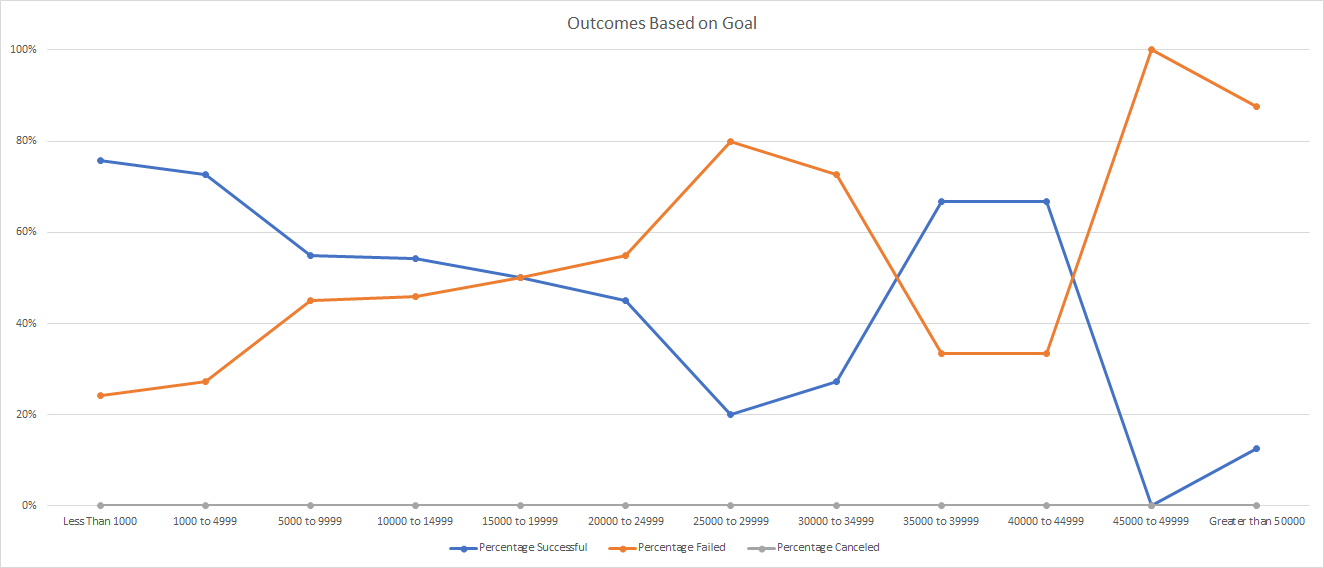 Outcomes Based on Goal
100%
80%
60%
40%
20%
0%
Less Than 1000 1000 to 4999 5000 to 9999 10000 to 14999 15000 to 19999 20000 to 24999 25000 to 29999 30000 to 34999 35000 to 39999 40000 to 44999 45000 to 49999 Greater than 50000
Percentage Successful Percentage Failed Percentage Canceled